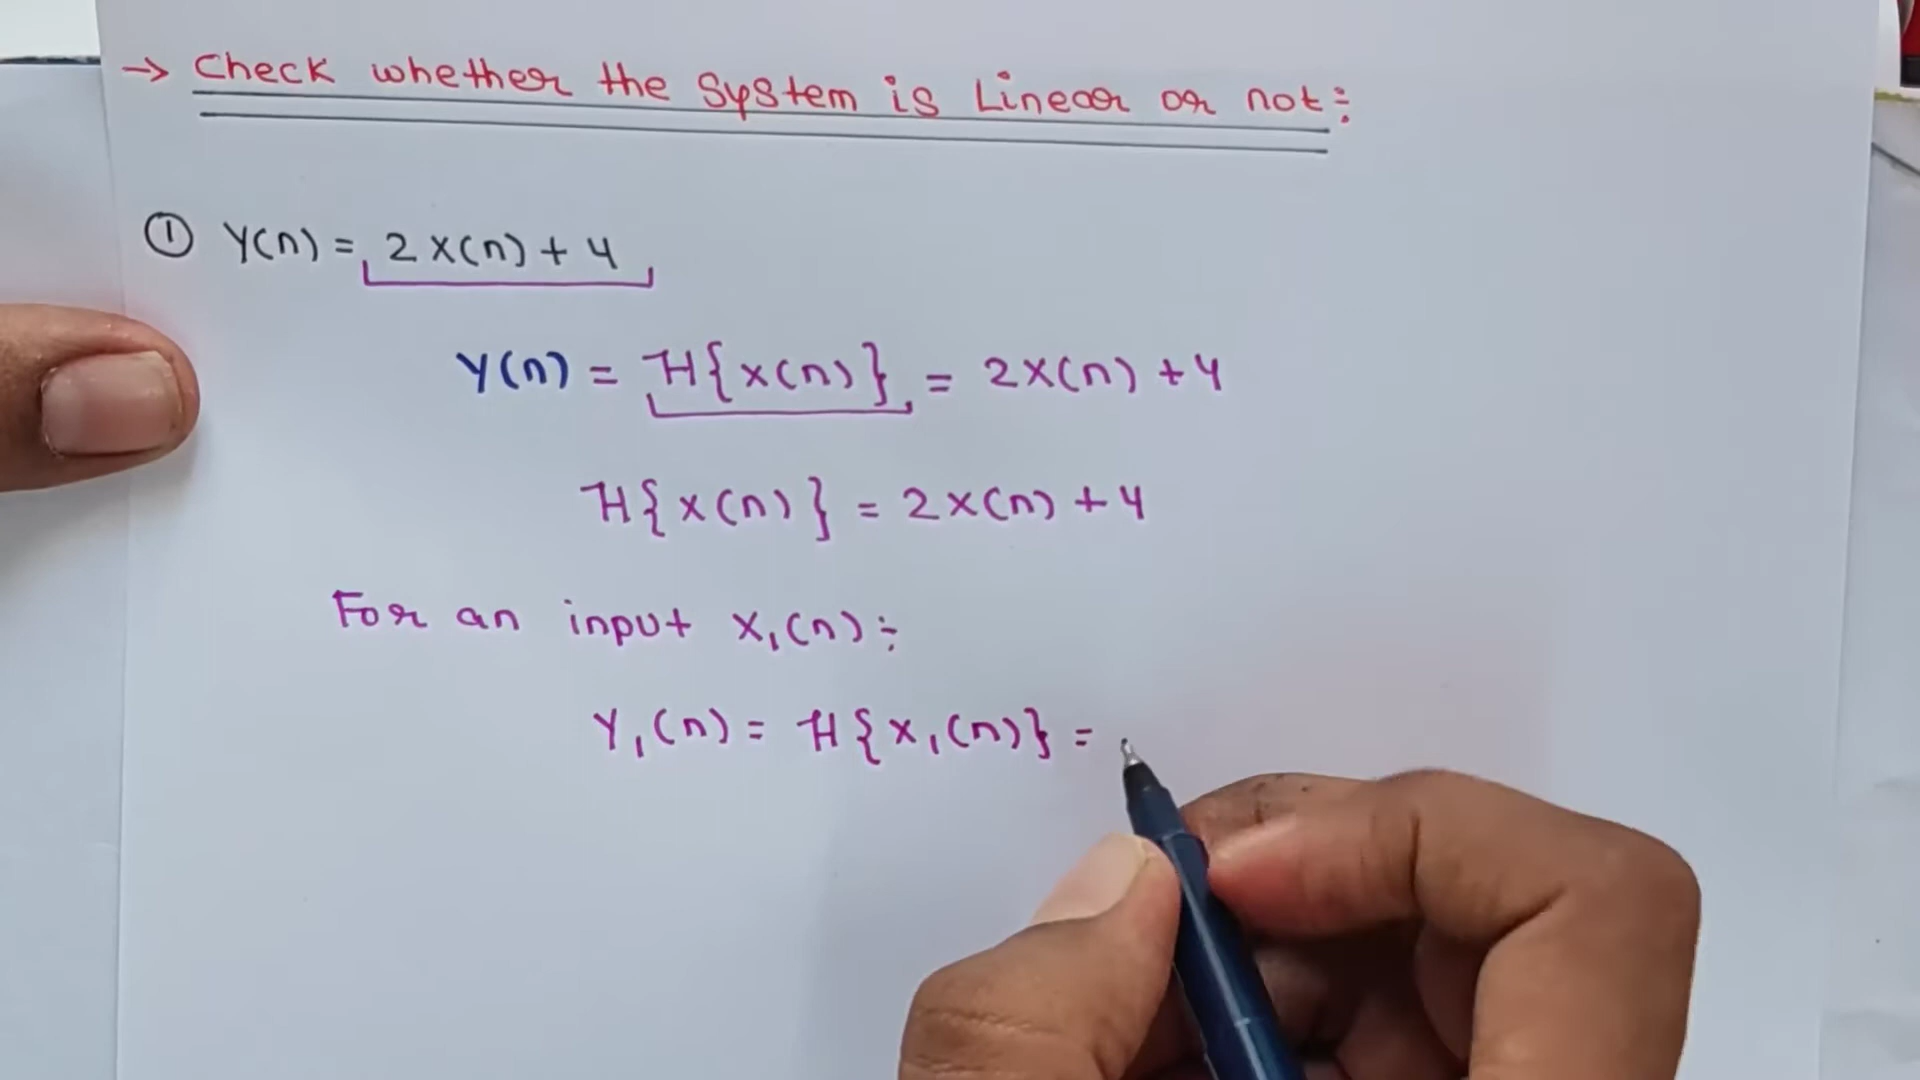 → Check whether the System is Linear or not:
① Y(n) = 2x(n) + 4
Y(n) = H{x(n)} = 2x(n) + 4
H{x(n)} = 2x(n) + 4
For an input x₁(n):
Y₁(n) = H{x₁(n)} =